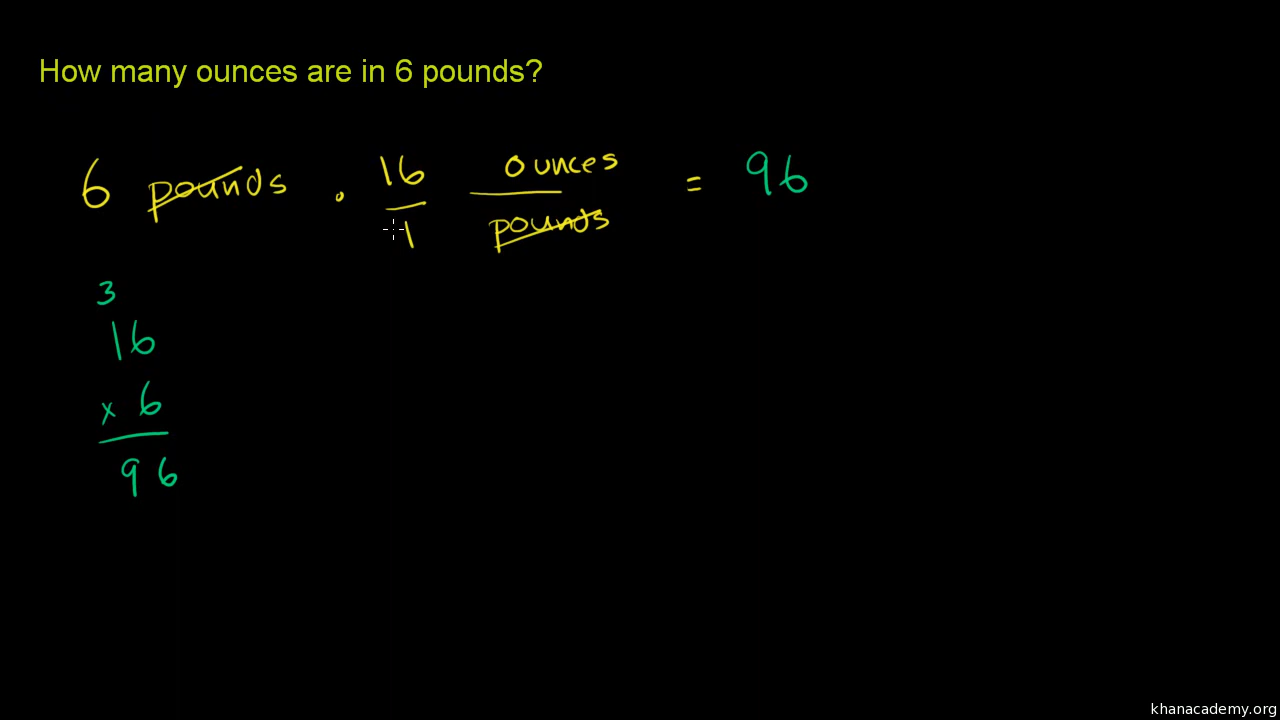 How many ounces are in 6 pounds?
6 pounds · 16/1 ounces/pounds = 96
3
16
x 6
96
khanacademy.org